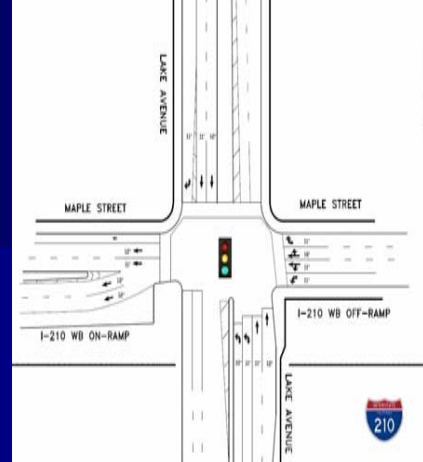 LAKE AVENUE
MAPLE STREET
MAPLE STREET
I-210 WB ON-RAMP
I-210 WB OFF-RAMP
LAKE AVENUE
210